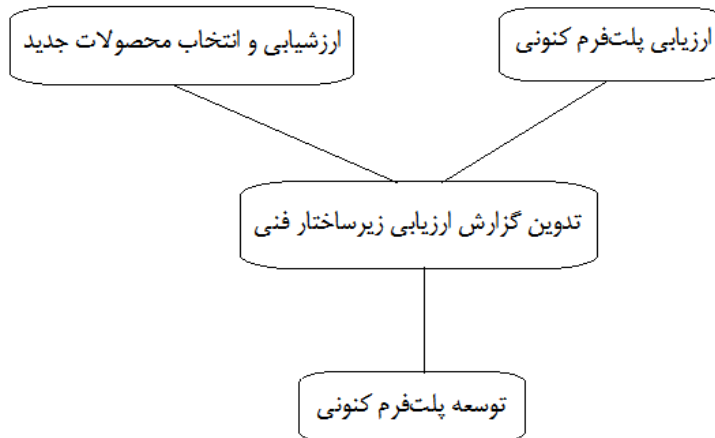 ارزیابی پلت‌فرم کنونی
ارزشیابی و انتخاب محصولات جدید
تدوین گزارش ارزیابی زیرساختار فنی
توسعه پلت‌فرم کنونی